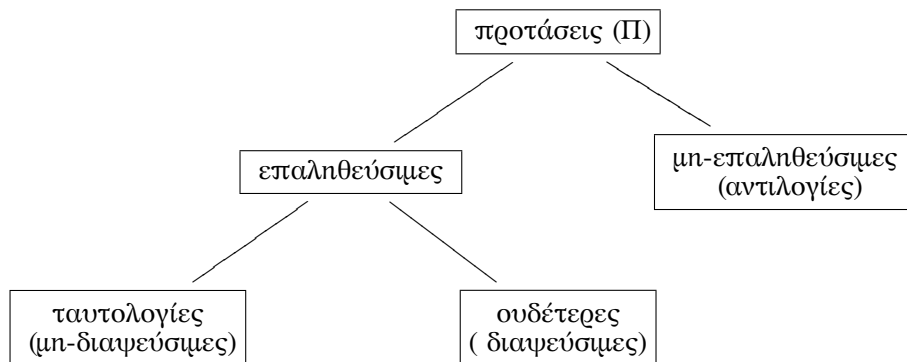 προτάσεις (Π)
επαληθεύσιμες
μη-επαληθεύσιμες
(αντιλογίες)
ταυτολογίες
(μη-διαψεύσιμες)
ουδέτερες
( διαψεύσιμες)